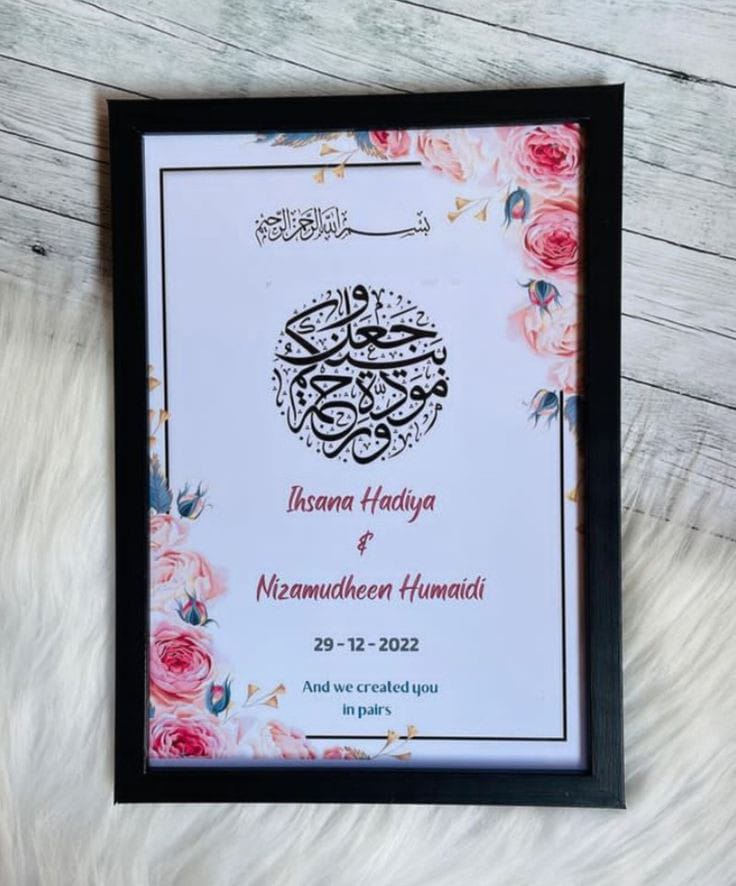 بسم الله الرحمن الرحيم
وجعل بينكم مودة ورحمة
Ihsana Hadiya
&
Nizamudheen Humaidi
29 - 12 - 2022
And we created you
in pairs